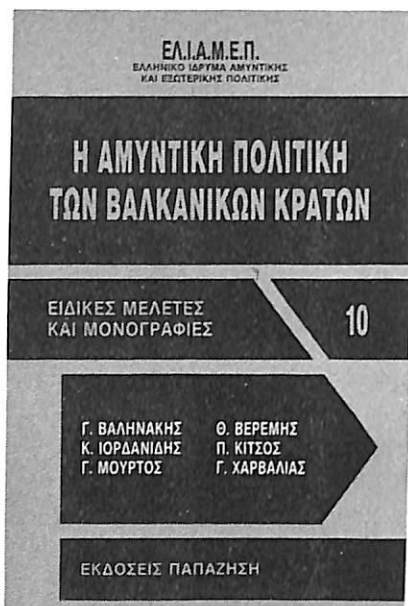 ΕΛ.Ι.Α.Μ.Ε.Π.
ΕΛΛΗΝΙΚΟ ΙΔΡΥΜΑ ΑΜΥΝΤΙΚΗΣ
ΚΑΙ ΕΞΩΤΕΡΙΚΗΣ ΠΟΛΙΤΙΚΗΣ
Η ΑΜΥΝΤΙΚΗ ΠΟΛΙΤΙΚΗ
ΤΩΝ ΒΑΛΚΑΝΙΚΩΝ ΚΡΑΤΩΝ
ΕΙΔΙΚΕΣ ΜΕΛΕΤΕΣ
ΚΑΙ ΜΟΝΟΓΡΑΦΙΕΣ
10
Γ. ΒΑΛΗΝΑΚΗΣ Θ. ΒΕΡΕΜΗΣ
Κ. ΙΟΡΔΑΝΙΔΗΣ Π. ΚΙΤΣΟΣ
Γ. ΜΟΥΡΤΟΣ Γ. ΧΑΡΒΑΛΙΑΣ
ΕΚΔΟΣΕΙΣ ΠΑΠΑΖΗΣΗ